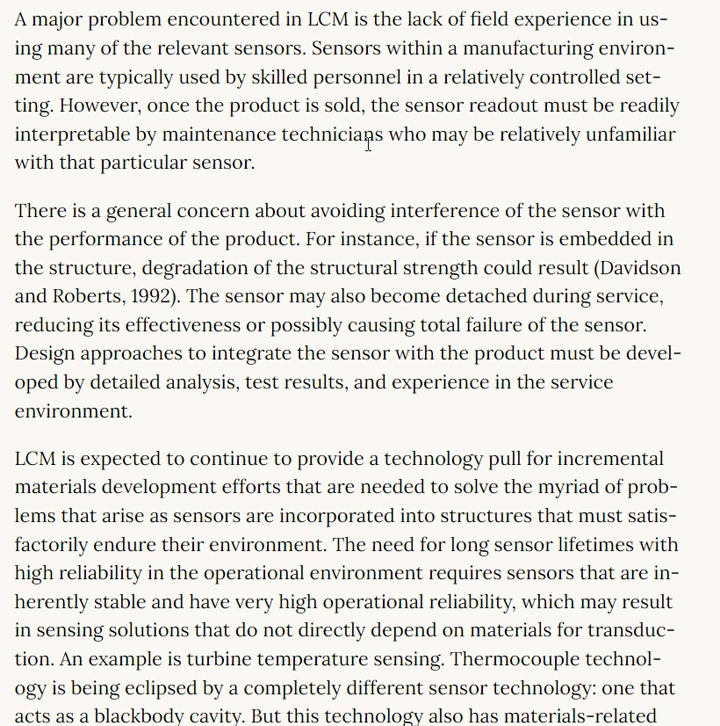 A major problem encountered in LCM is the lack of field experience in us-
ing many of the relevant sensors. Sensors within a manufacturing environ-
ment are typically used by skilled personnel in a relatively controlled set-
ting. However, once the product is sold, the sensor readout must be readily
interpretable by maintenance technicians who may be relatively unfamiliar
with that particular sensor.
There is a general concern about avoiding interference of the sensor with
the performance of the product. For instance, if the sensor is embedded in
the structure, degradation of the structural strength could result (Davidson
and Roberts, 1992). The sensor may also become detached during service,
reducing its effectiveness or possibly causing total failure of the sensor.
Design approaches to integrate the sensor with the product must be devel-
oped by detailed analysis, test results, and experience in the service
environment.
LCM is expected to continue to provide a technology pull for incremental
materials development efforts that are needed to solve the myriad of prob-
lems that arise as sensors are incorporated into structures that must satis-
factorily endure their environment. The need for long sensor lifetimes with
high reliability in the operational environment requires sensors that are in-
herently stable and have very high operational reliability, which may result
in sensing solutions that do not directly depend on materials for transduc-
tion. An example is turbine temperature sensing. Thermocouple technol-
ogy is being eclipsed by a completely different sensor technology: one that
acts as a blackbody cavity. But this technology also has materials-related